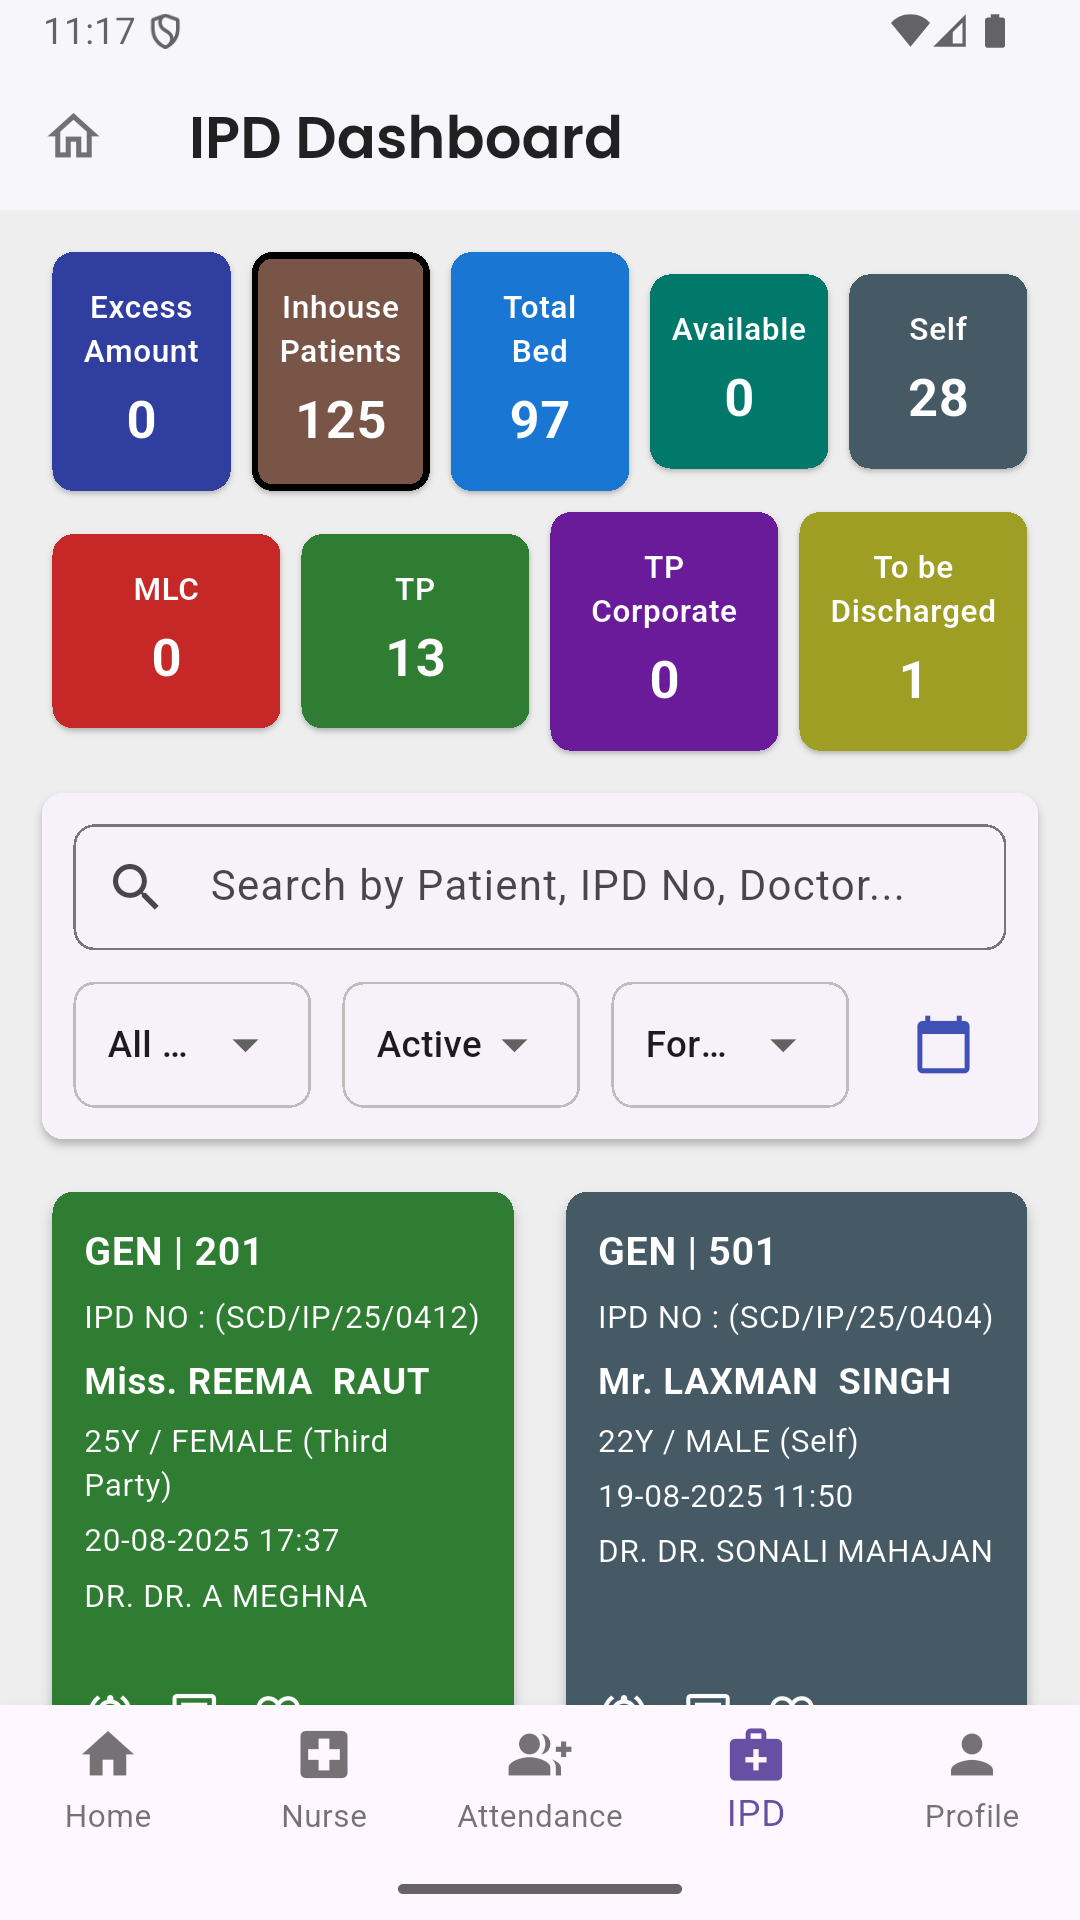 11:17
IPD Dashboard
Excess
Amount
0
Inhouse
Patients
125
Total
Bed
97
Available
0
Self
28
MLC
0
TP
13
TP
Corporate
0
To be
Discharged
1
Search by Patient, IPD No, Doctor...
All ...
Active
For...
GEN | 201
IPD NO : (SCD/IP/25/0412)
Miss. REEMA  RAUT
25Y / FEMALE (Third
Party)
20-08-2025 17:37
DR. DR. A MEGHNA
GEN | 501
IPD NO : (SCD/IP/25/0404)
Mr. LAXMAN  SINGH
22Y / MALE (Self)
19-08-2025 11:50
DR. DR. SONALI MAHAJAN
Home
Nurse
Attendance
IPD
Profile